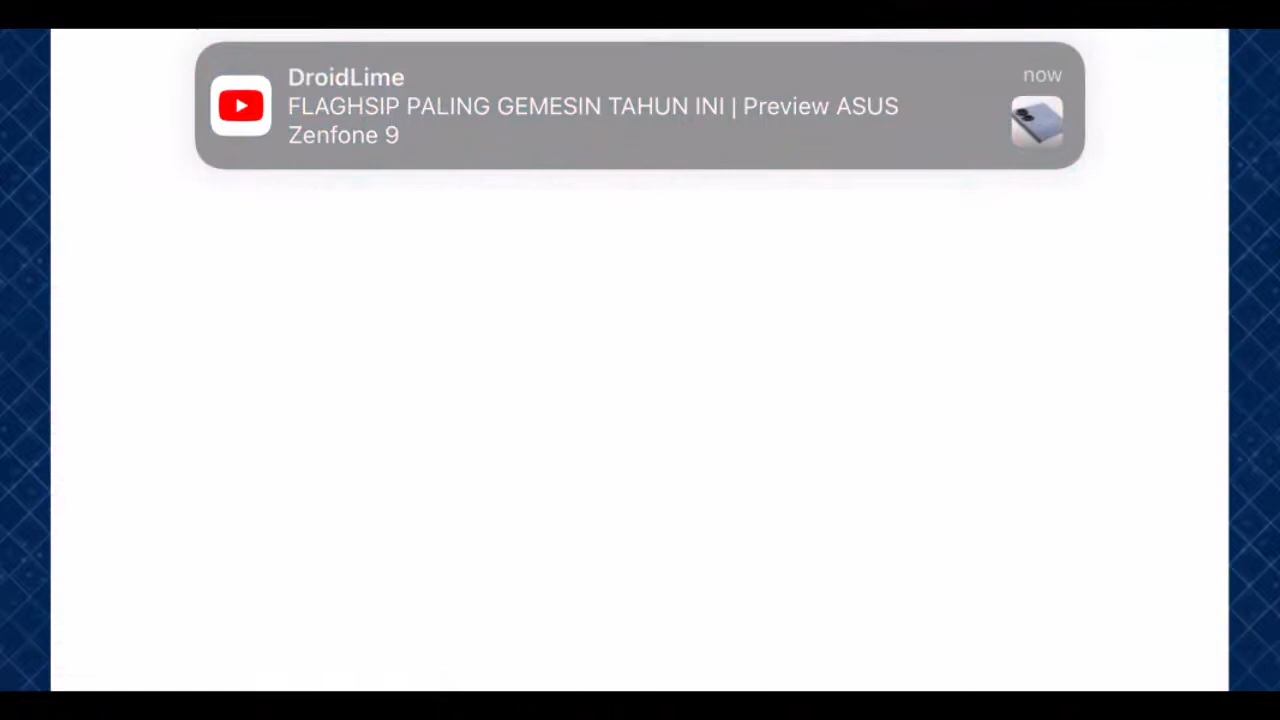 DroidLime
now
FLAGHSIP PALING GEMESIN TAHUN INI | Preview ASUS
Zenfone 9